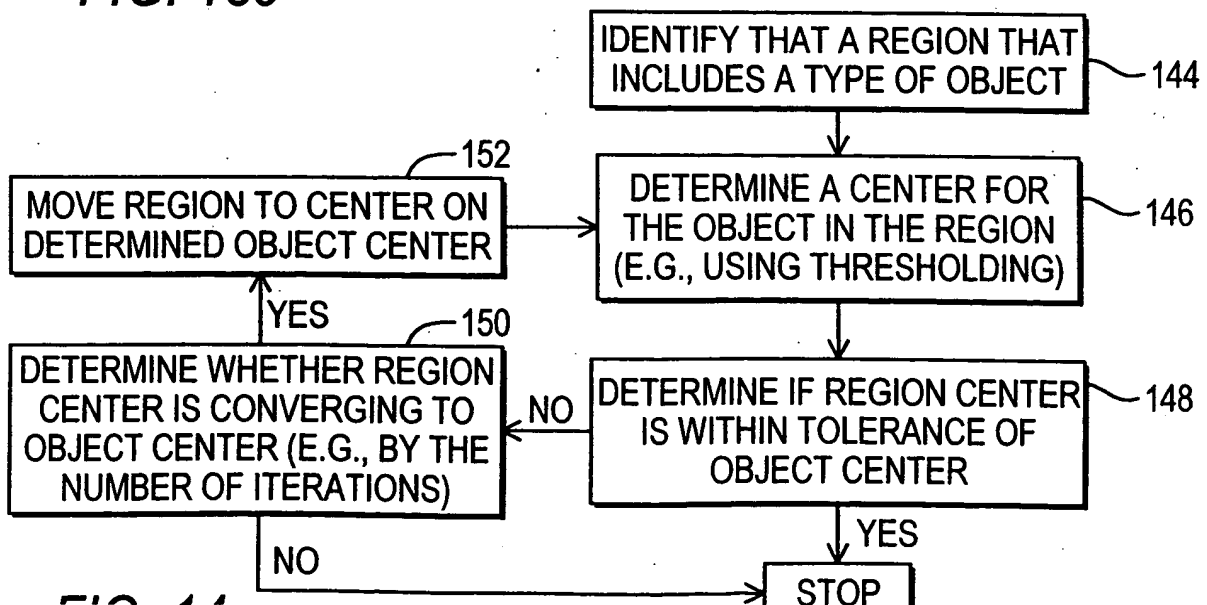 IDENTIFY THAT A REGION THAT
INCLUDES A TYPE OF OBJECT
144
152
MOVE REGION TO CENTER ON
DETERMINED OBJECT CENTER
DETERMINE A CENTER FOR
THE OBJECT IN THE REGION
(E.G., USING THRESHOLDING)
146
YES
150
DETERMINE WHETHER REGION
CENTER IS CONVERGING TO
OBJECT CENTER (E.G., BY THE
NUMBER OF ITERATIONS)
NO
DETERMINE IF REGION CENTER
IS WITHIN TOLERANCE OF
OBJECT CENTER
148
YES
NO
STOP